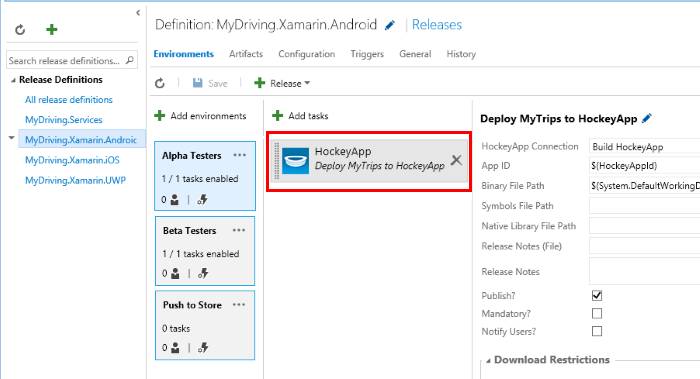 Definition: MyDriving.Xamarin.Android | Releases
Search release definitions...
Release Definitions
All release definitions
MyDriving.Services
MyDriving.Xamarin.Android
MyDriving.Xamarin.iOS
MyDriving.Xamarin.UWP
Environments Artifacts Configuration Triggers General History
Save Release
Add environments
Alpha Testers ...
1 / 1 tasks enabled
0 |
Beta Testers ...
1 / 1 tasks enabled
0 |
Push to Store ...
0 tasks
0 |
Add tasks
HockeyApp
Deploy MyTrips to HockeyApp
Deploy MyTrips to HockeyApp
HockeyApp Connection Build HockeyApp
App ID $(HockeyAppId)
Binary File Path $(System.DefaultWorkingD
Symbols File Path
Native Library File Path
Release Notes (File)
Release Notes
Publish?
Mandatory?
Notify Users?
Download Restrictions